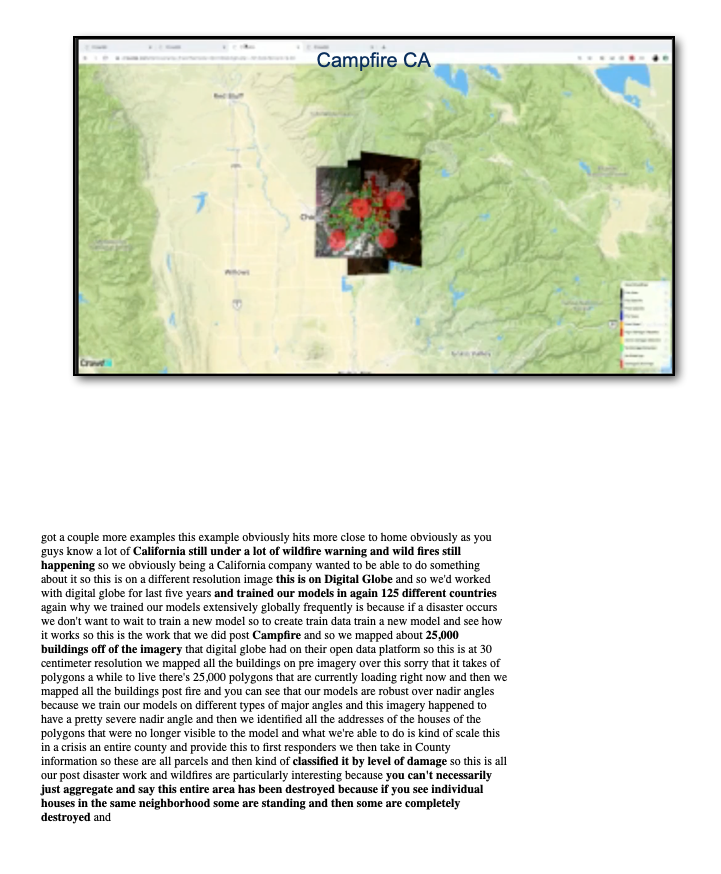 Campfire CA
Red Bluff
Willows
Grass Valley
got a couple more examples this example obviously hits more close to home obviously as you
guys know a lot of California still under a lot of wildfire warning and wild fires still
happening so we obviously being a California company wanted to be able to do something
about it so this is on a different resolution image this is on Digital Globe and so we'd worked
with digital globe for last five years and trained our models in again 125 different countries
again why we trained our models extensively globally frequently is because if a disaster occurs
we don't want to wait to train a new model so to create train data train a new model and see how
it works so this is the work that we did post Campfire and so we mapped about 25,000
buildings off of the imagery that digital globe had on their open data platform so this is at 30
centimeter resolution we mapped all the buildings on pre imagery over this sorry that it takes of
polygons a while to live there's 25,000 polygons that are currently loading right now and then we
mapped all the buildings post fire and you can see that our models are robust over nadir angles
because we train our models on different types of major angles and this imagery happened to
have a pretty severe nadir angle and then we identified all the addresses of the houses of the
polygons that were no longer visible to the model and what we're able to do is kind of scale this
in a crisis an entire county and provide this to first responders we then take in County
information so these are all parcels and then kind of classified it by level of damage so this is all
our post disaster work and wildfires are particularly interesting because you can't necessarily
just aggregate and say this entire area has been destroyed because if you see individual
houses in the same neighborhood some are standing and then some are completely
destroyed and